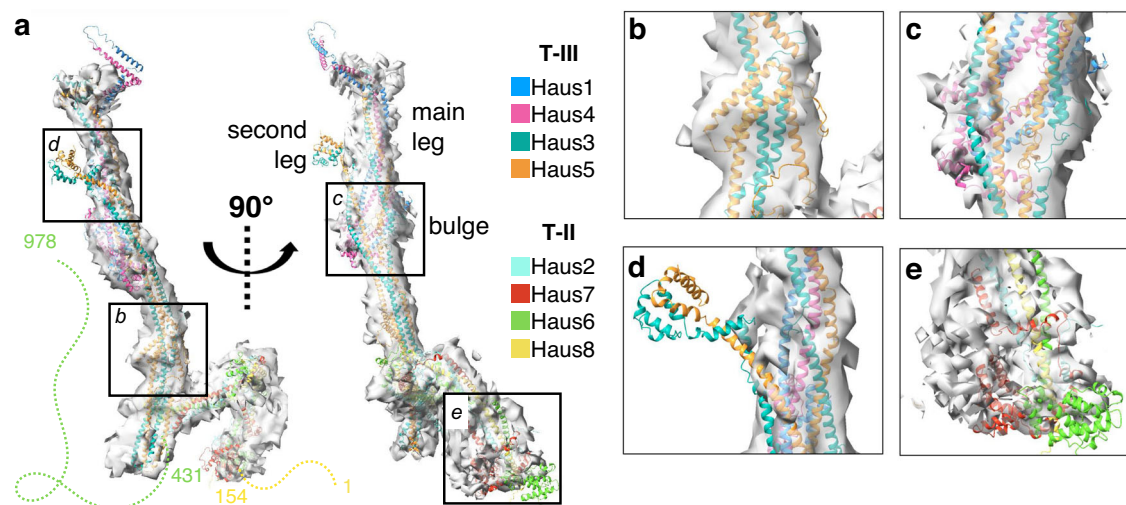 a
b
c
T-III
Haus1
Haus4
Haus3
Haus5
main
leg
second
leg
d
90°
c
bulge
978
T-II
Haus2
Haus7
Haus6
Haus8
b
d
e
e
431
154
1